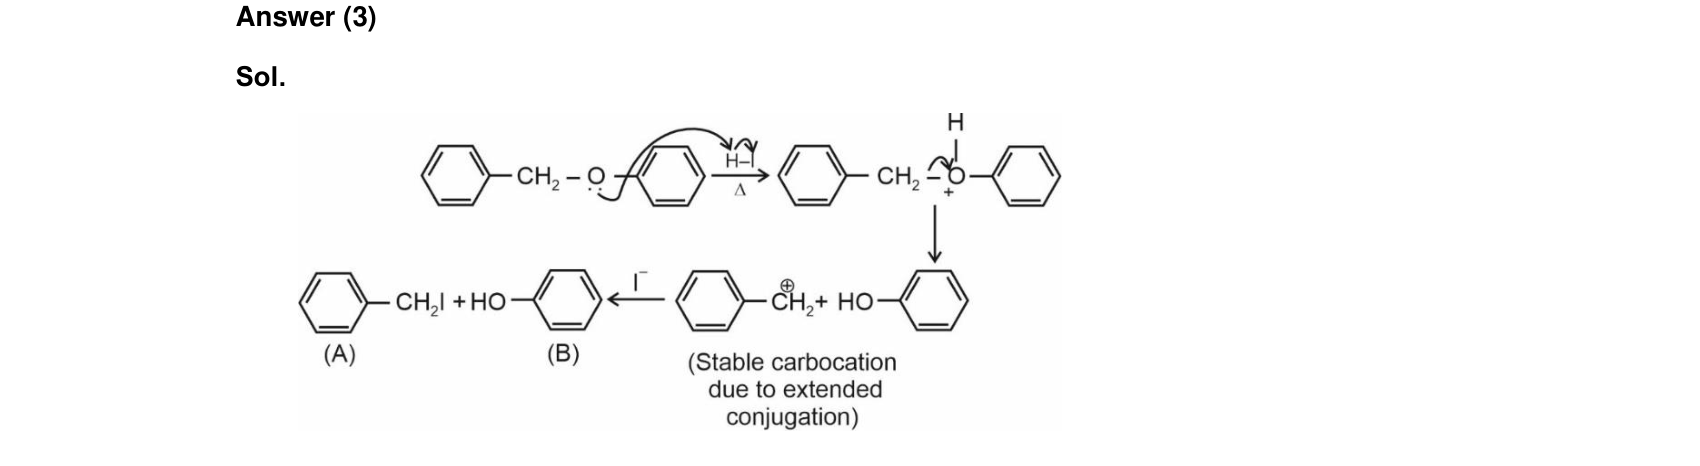 Answer (3)
Sol.
H
CH₂ – O
H–I
Δ
CH₂ – O
+
CH₂I + HO
I⁻
⊕
CH₂ + HO
(A)
(B)
(Stable carbocation
due to extended
conjugation)